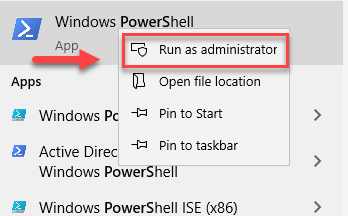 Windows PowerShell
App
Run as administrator
Open file location
Apps
Pin to Start
Windows Po
Pin to taskbar
Active Direc
Windows PowerShell
Windows PowerShell ISE (x86)